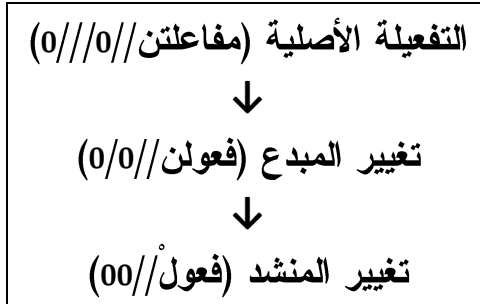 التفعيلة الأصلية (مفاعلتن//0///0)
↓
تغيير المبدع (فعولن//0/0)
↓
تغيير المنشد (فعولْ//00)